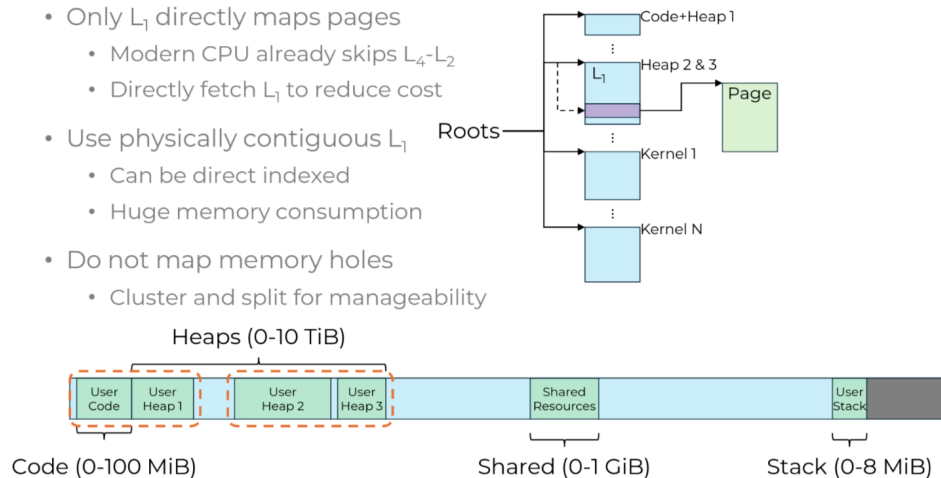 • Only L₁ directly maps pages
• Modern CPU already skips L₄-L₂
• Directly fetch L₁ to reduce cost
• Use physically contiguous L₁
• Can be direct indexed
• Huge memory consumption
• Do not map memory holes
• Cluster and split for manageability
Roots
Code+Heap 1
⋮
L₁
Heap 2 & 3
Page
⋮
Kernel 1
⋮
Kernel N
Heaps (0-10 TiB)
User
Code
User
Heap 1
User
Heap 2
User
Heap 3
Shared
Resources
User
Stack
Code (0-100 MiB)
Shared (0-1 GiB)
Stack (0-8 MiB)